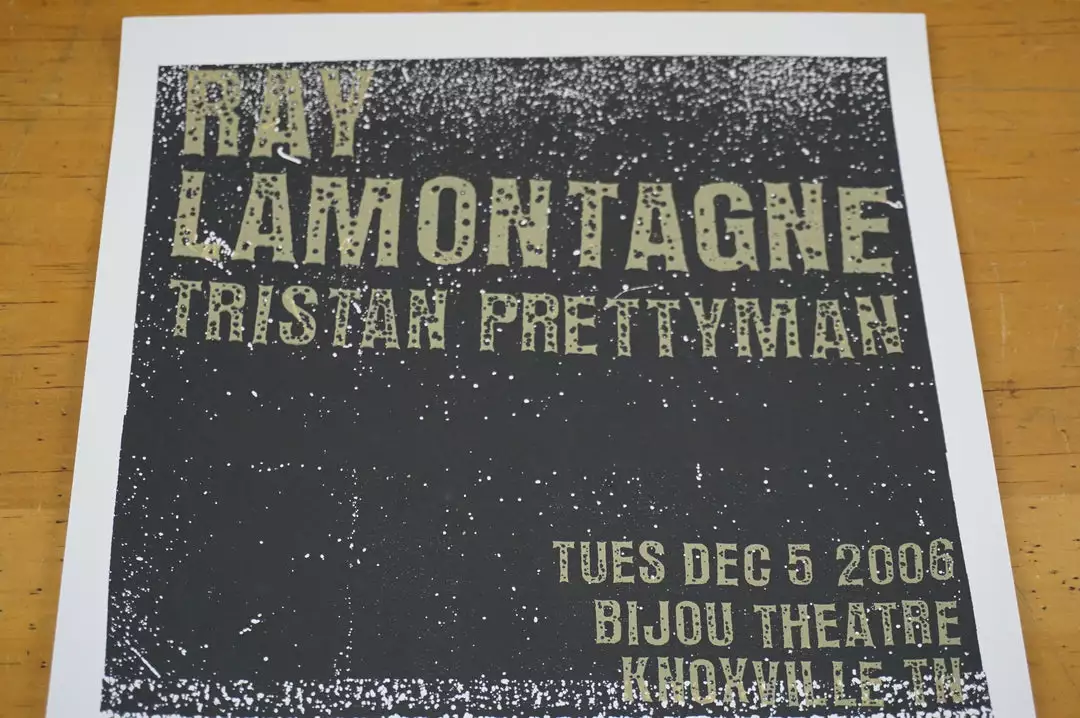 RAY
LAMONTAGNE
TRISTAN PRETTYMAN
TUES DEC 5 2006
BIJOU THEATRE
KNOXVILLE TN